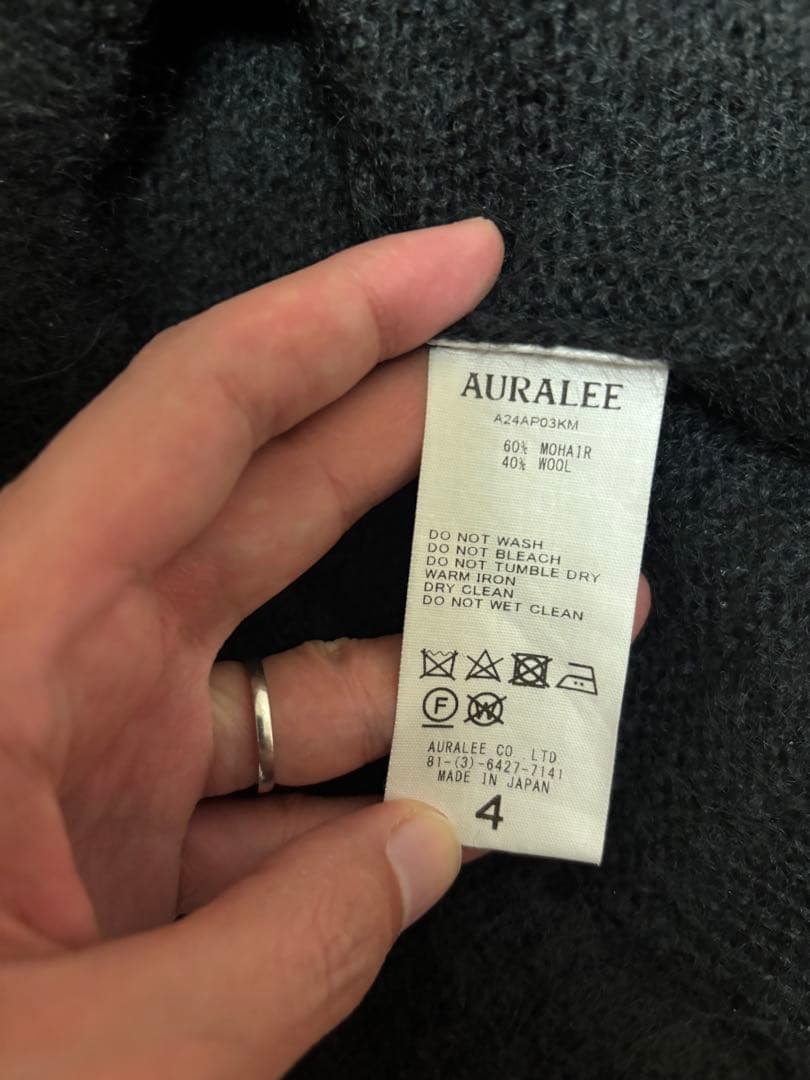 AURALEE
A24AP03KM
60% MOHAIR
40% WOOL
DO NOT WASH
DO NOT BLEACH
DO NOT TUMBLE DRY
WARM IRON
DRY CLEAN
DO NOT WET CLEAN
F W
AURALEE CO LTD
81-(3)-6427-7141
MADE IN JAPAN
4